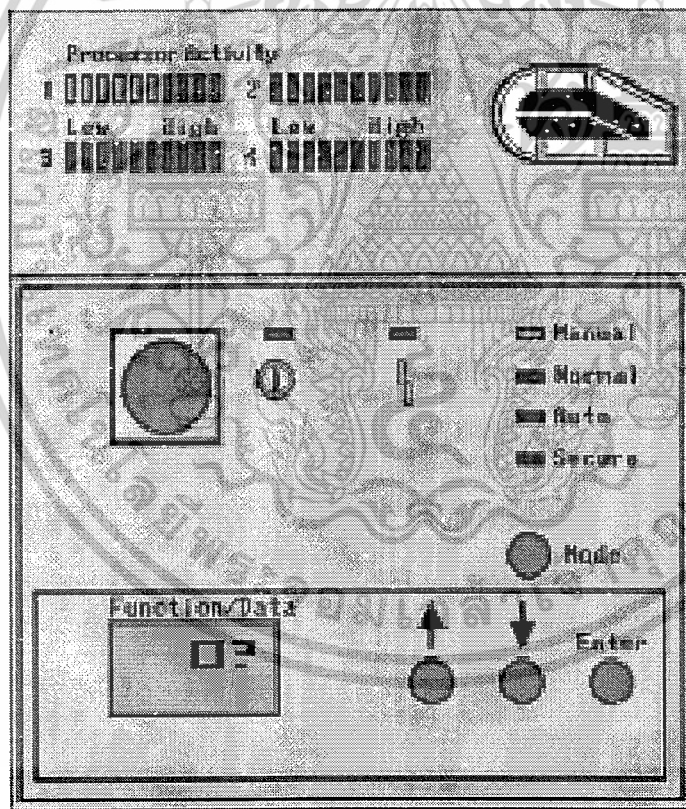 Processor Activity
1 2
Low High Low High
3 4
Manual
Normal
Auto
Secure
Mode
Function/Data
Enter